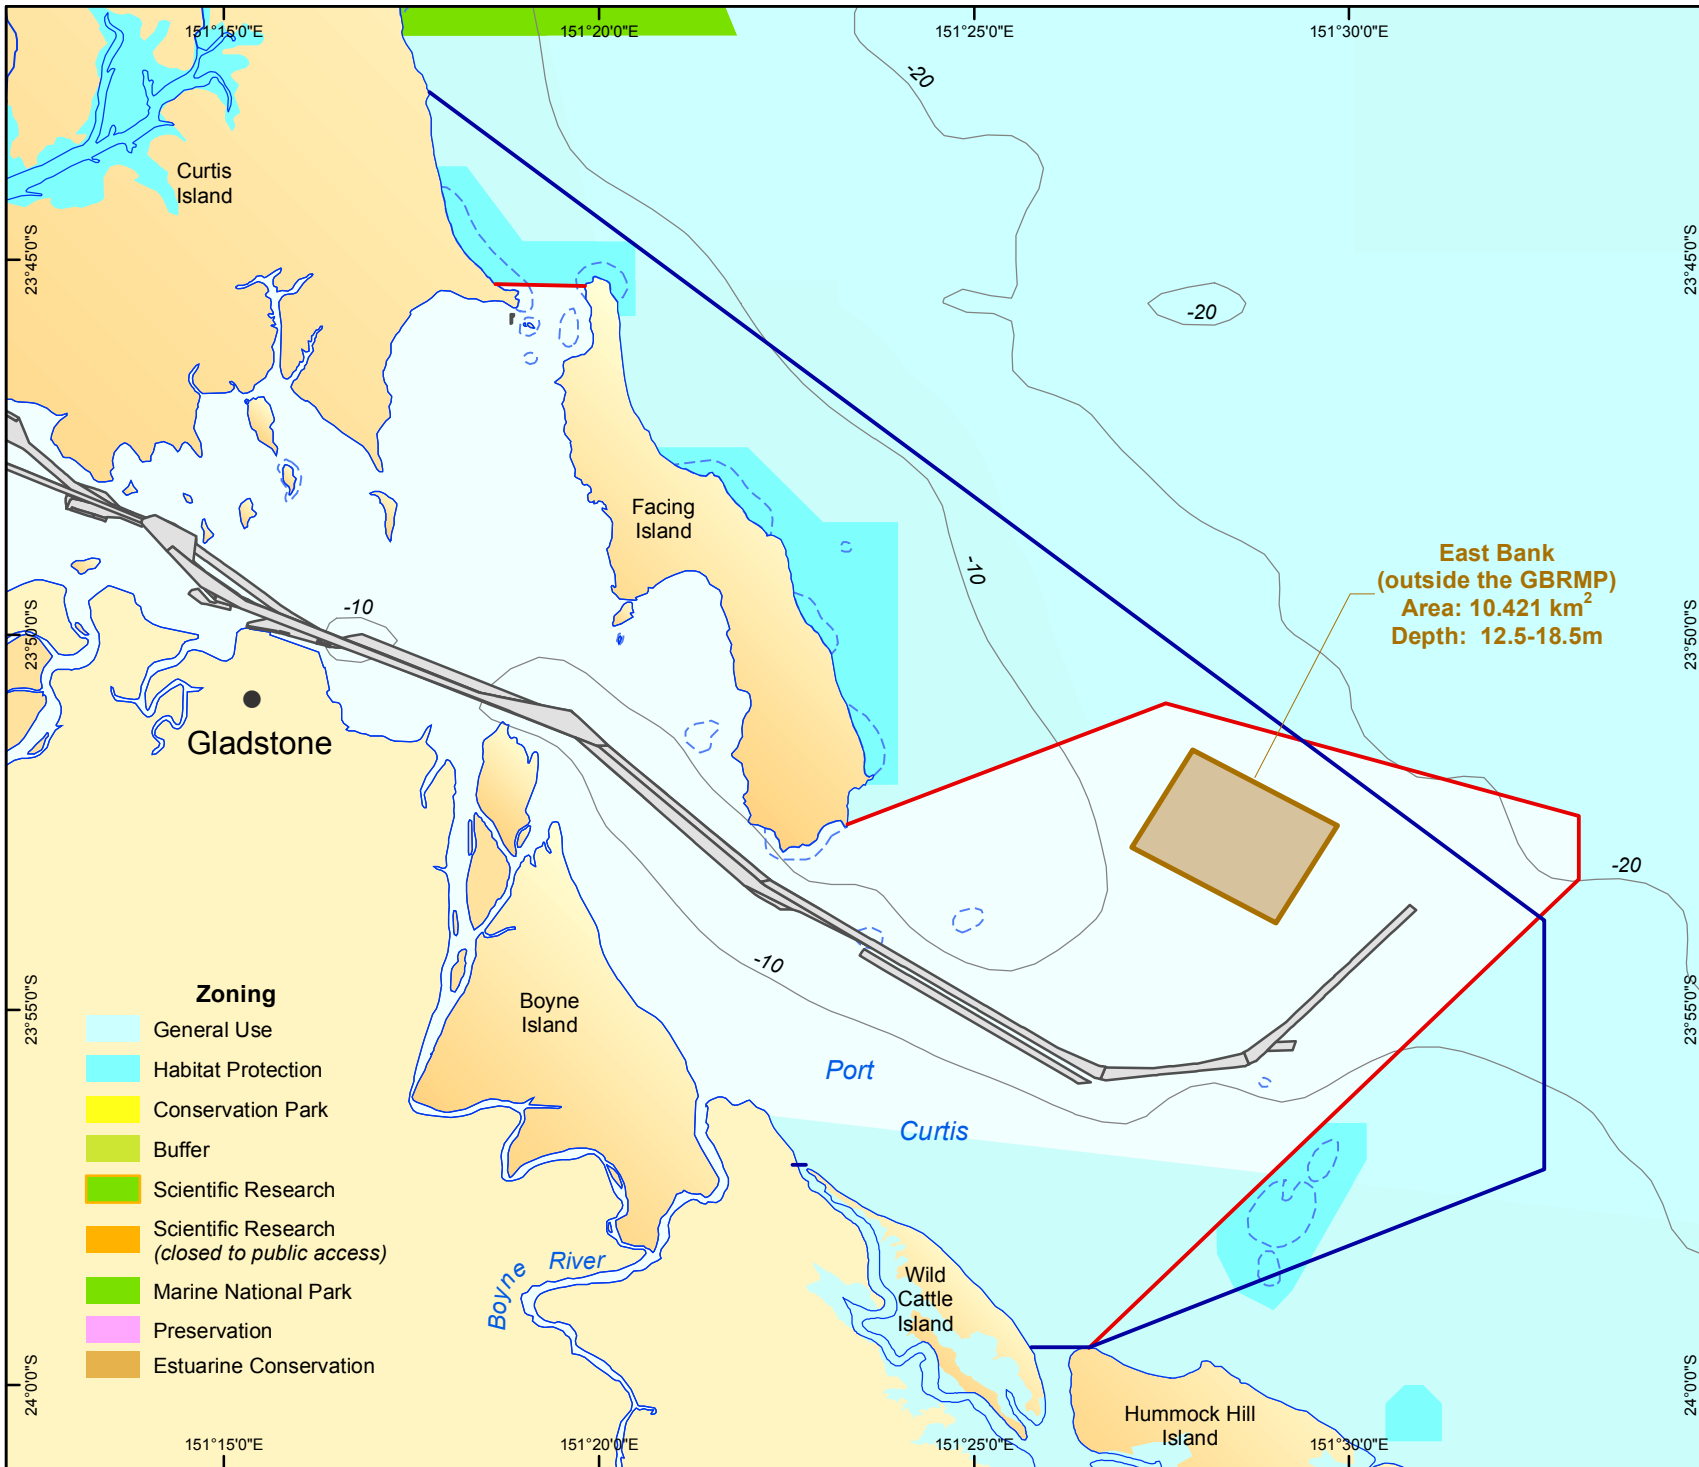 151°15'0"E
151°20'0"E
151°25'0"E
151°30'0"E
-20
Curtis
Island
23°45'0"S
23°45'0"S
-20
Facing
Island
-10
East Bank
(outside the GBRMP)
Area: 10.421 km²
Depth: 12.5-18.5m
-10
23°50'0"S
23°50'0"S
Gladstone
-20
-10
Boyne
Island
23°55'0"S
23°55'0"S
Port
Curtis
Zoning
General Use
Habitat Protection
Conservation Park
Buffer
Scientific Research
Scientific Research
(closed to public access)
Marine National Park
Preservation
Estuarine Conservation
Boyne
River
Wild
Cattle
Island
24°0'0"S
24°0'0"S
Hummock Hill
Island
151°15'0"E
151°20'0"E
151°25'0"E
151°30'0"E